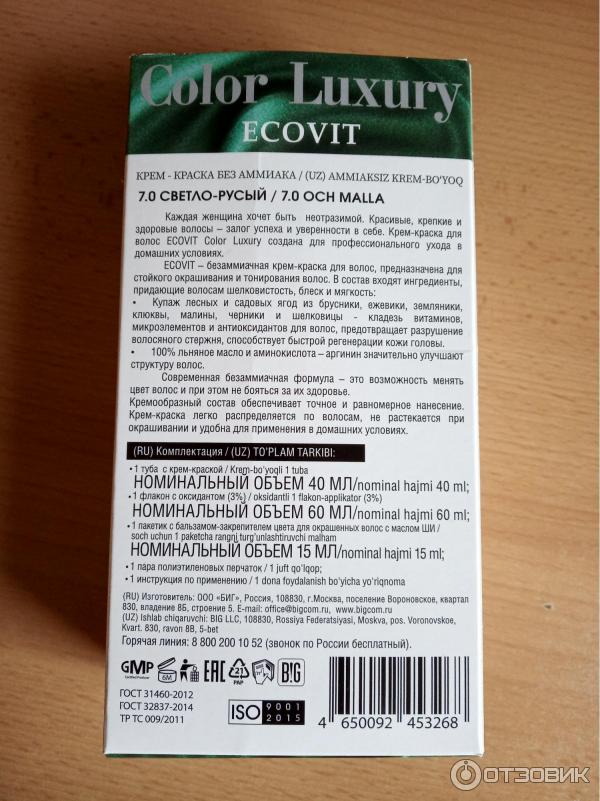 Color Luxury
ECOVIT
КРЕМ - КРАСКА БЕЗ АММИАКА / (UZ) AMMIAKSIZ KREM-BO'YOQ
7.0 СВЕТЛО-РУСЫЙ / 7.0 OCH MALLA
Каждая женщина хочет быть неотразимой. Красивые, крепкие и
здоровые волосы – залог успеха и уверенности в себе. Крем-краска для
волос ECOVIT Color Luxury создана для профессионального ухода в
домашних условиях.
ECOVIT – безаммиачная крем-краска для волос, предназначена для
стойкого окрашивания и тонирования волос. В состав входят ингредиенты,
придающие волосам шелковистость, блеск и мягкость:
• Купаж лесных и садовых ягод из брусники, ежевики, земляники,
клюквы, малины, черники и шелковицы - кладезь витаминов,
микроэлементов и антиоксидантов для волос, предотвращает разрушение
волосяного стержня, способствует быстрой регенерации кожи головы.
• 100% льняное масло и аминокислота – аргинин значительно улучшают
структуру волос.
Современная безаммиачная формула – это возможность менять
цвет волос и при этом не бояться за их здоровье.
Кремообразный состав обеспечивает точное и равномерное нанесение.
Крем-краска легко распределяется по волосам, не растекается при
окрашивании и удобна для применения в домашних условиях.
(RU) Комплектация / (UZ) TO'PLAM TARKIBI:
• 1 туба с крем-краской / Krem-bo'yoqli 1 tuba
НОМИНАЛЬНЫЙ ОБЪЕМ 40 МЛ/nominal hajmi 40 ml;
• 1 флакон с оксидантом (3%) / oksidantli 1 flakon-applikator (3%)
НОМИНАЛЬНЫЙ ОБЪЕМ 60 МЛ/nominal hajmi 60 ml;
• 1 пакетик с бальзамом-закрепителем цвета для окрашенных волос с маслом ШИ /
soch uchun 1 paketcha rangni turg'unlashtiruvchi malham
НОМИНАЛЬНЫЙ ОБЪЕМ 15 МЛ/nominal hajmi 15 ml;
• 1 пара полиэтиленовых перчаток / 1 juft qo'lqop;
• 1 инструкция по применению / 1 dona foydalanish bo'yicha yo'riqnoma
(RU) Изготовитель: ООО «БИГ», Россия, 108830, г.Москва, поселение Вороновское, квартал
830, владение 8Б, строение 5. E-mail: office@bigcom.ru, www.bigcom.ru
(UZ) Ishlab chiqaruvchi: BIG LLC, 108830, Rossiya Federatsiyasi, Moskva, pos. Voronovskoe,
Kvart. 830, ravon 8B, 5-bet
Горячая линия: 8 800 200 10 52 (звонок по России бесплатный).
GMP 6M EAC 21 PAP B!G
ГОСТ 31460-2012
ГОСТ 32837-2014
ТР ТС 009/2011
ISO 9001 2015
4 650092 453268
ОТЗОВИК